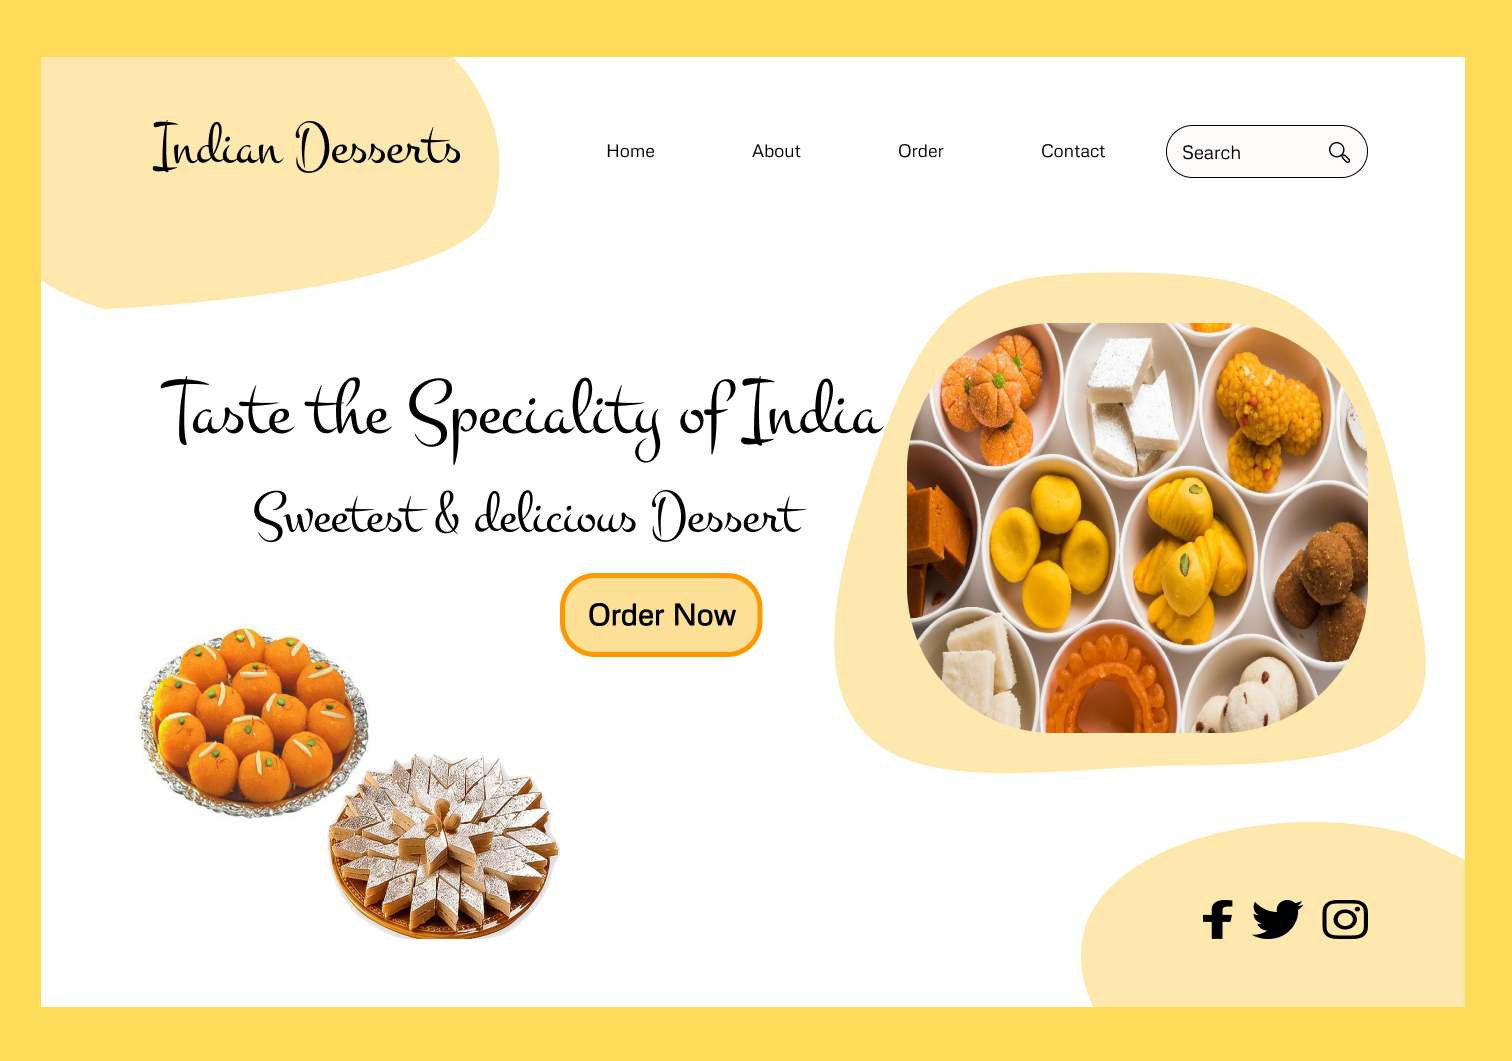 Indian Desserts
Home About Order Contact Search
Taste the Speciality of India
Sweetest & delicious Dessert
Order Now